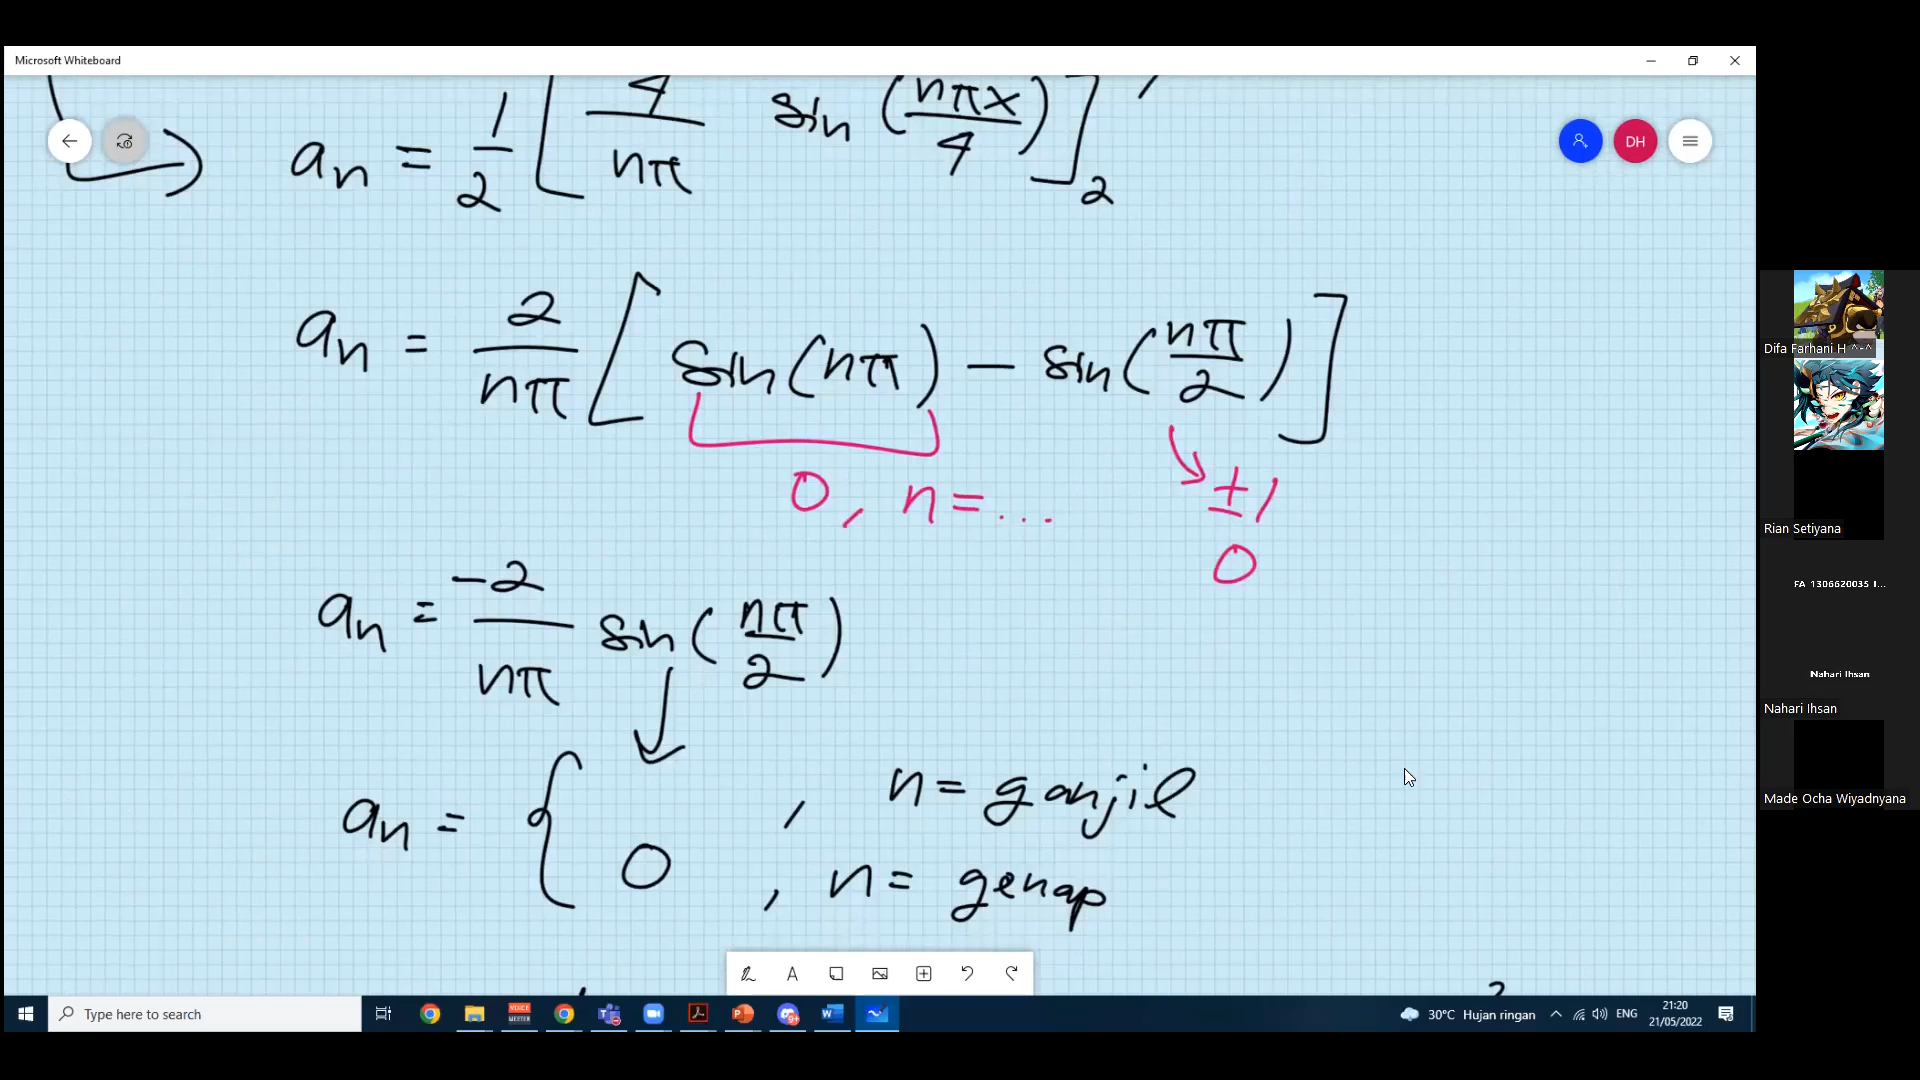 Microsoft Whiteboard
aₙ = 1/2 [ 4/nπ sin (nπx/4) ]₂
DH
aₙ = 2/nπ [ sin(nπ) − sin(nπ/2) ]
0, n = ...
±1
0
aₙ = −2/nπ sin(nπ/2)
aₙ = { , n = ganjil
0 , n = genap
Difa Farhani H ^-^
Rian Setiyana
FA_1306620035_I...
Nahari Ihsan
Nahari Ihsan
Made Ocha Wiyadnyana
Type here to search
VOICE MEETER
30°C Hujan ringan
ENG
21:20
21/05/2022